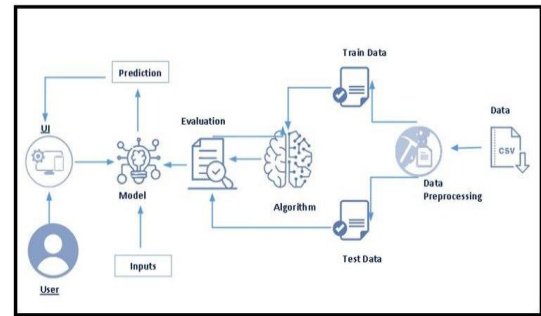 Train Data
Prediction
Data
Evaluation
UI
CSV
Model
Algorithm
Data
Preprocessing
Inputs
Test Data
User